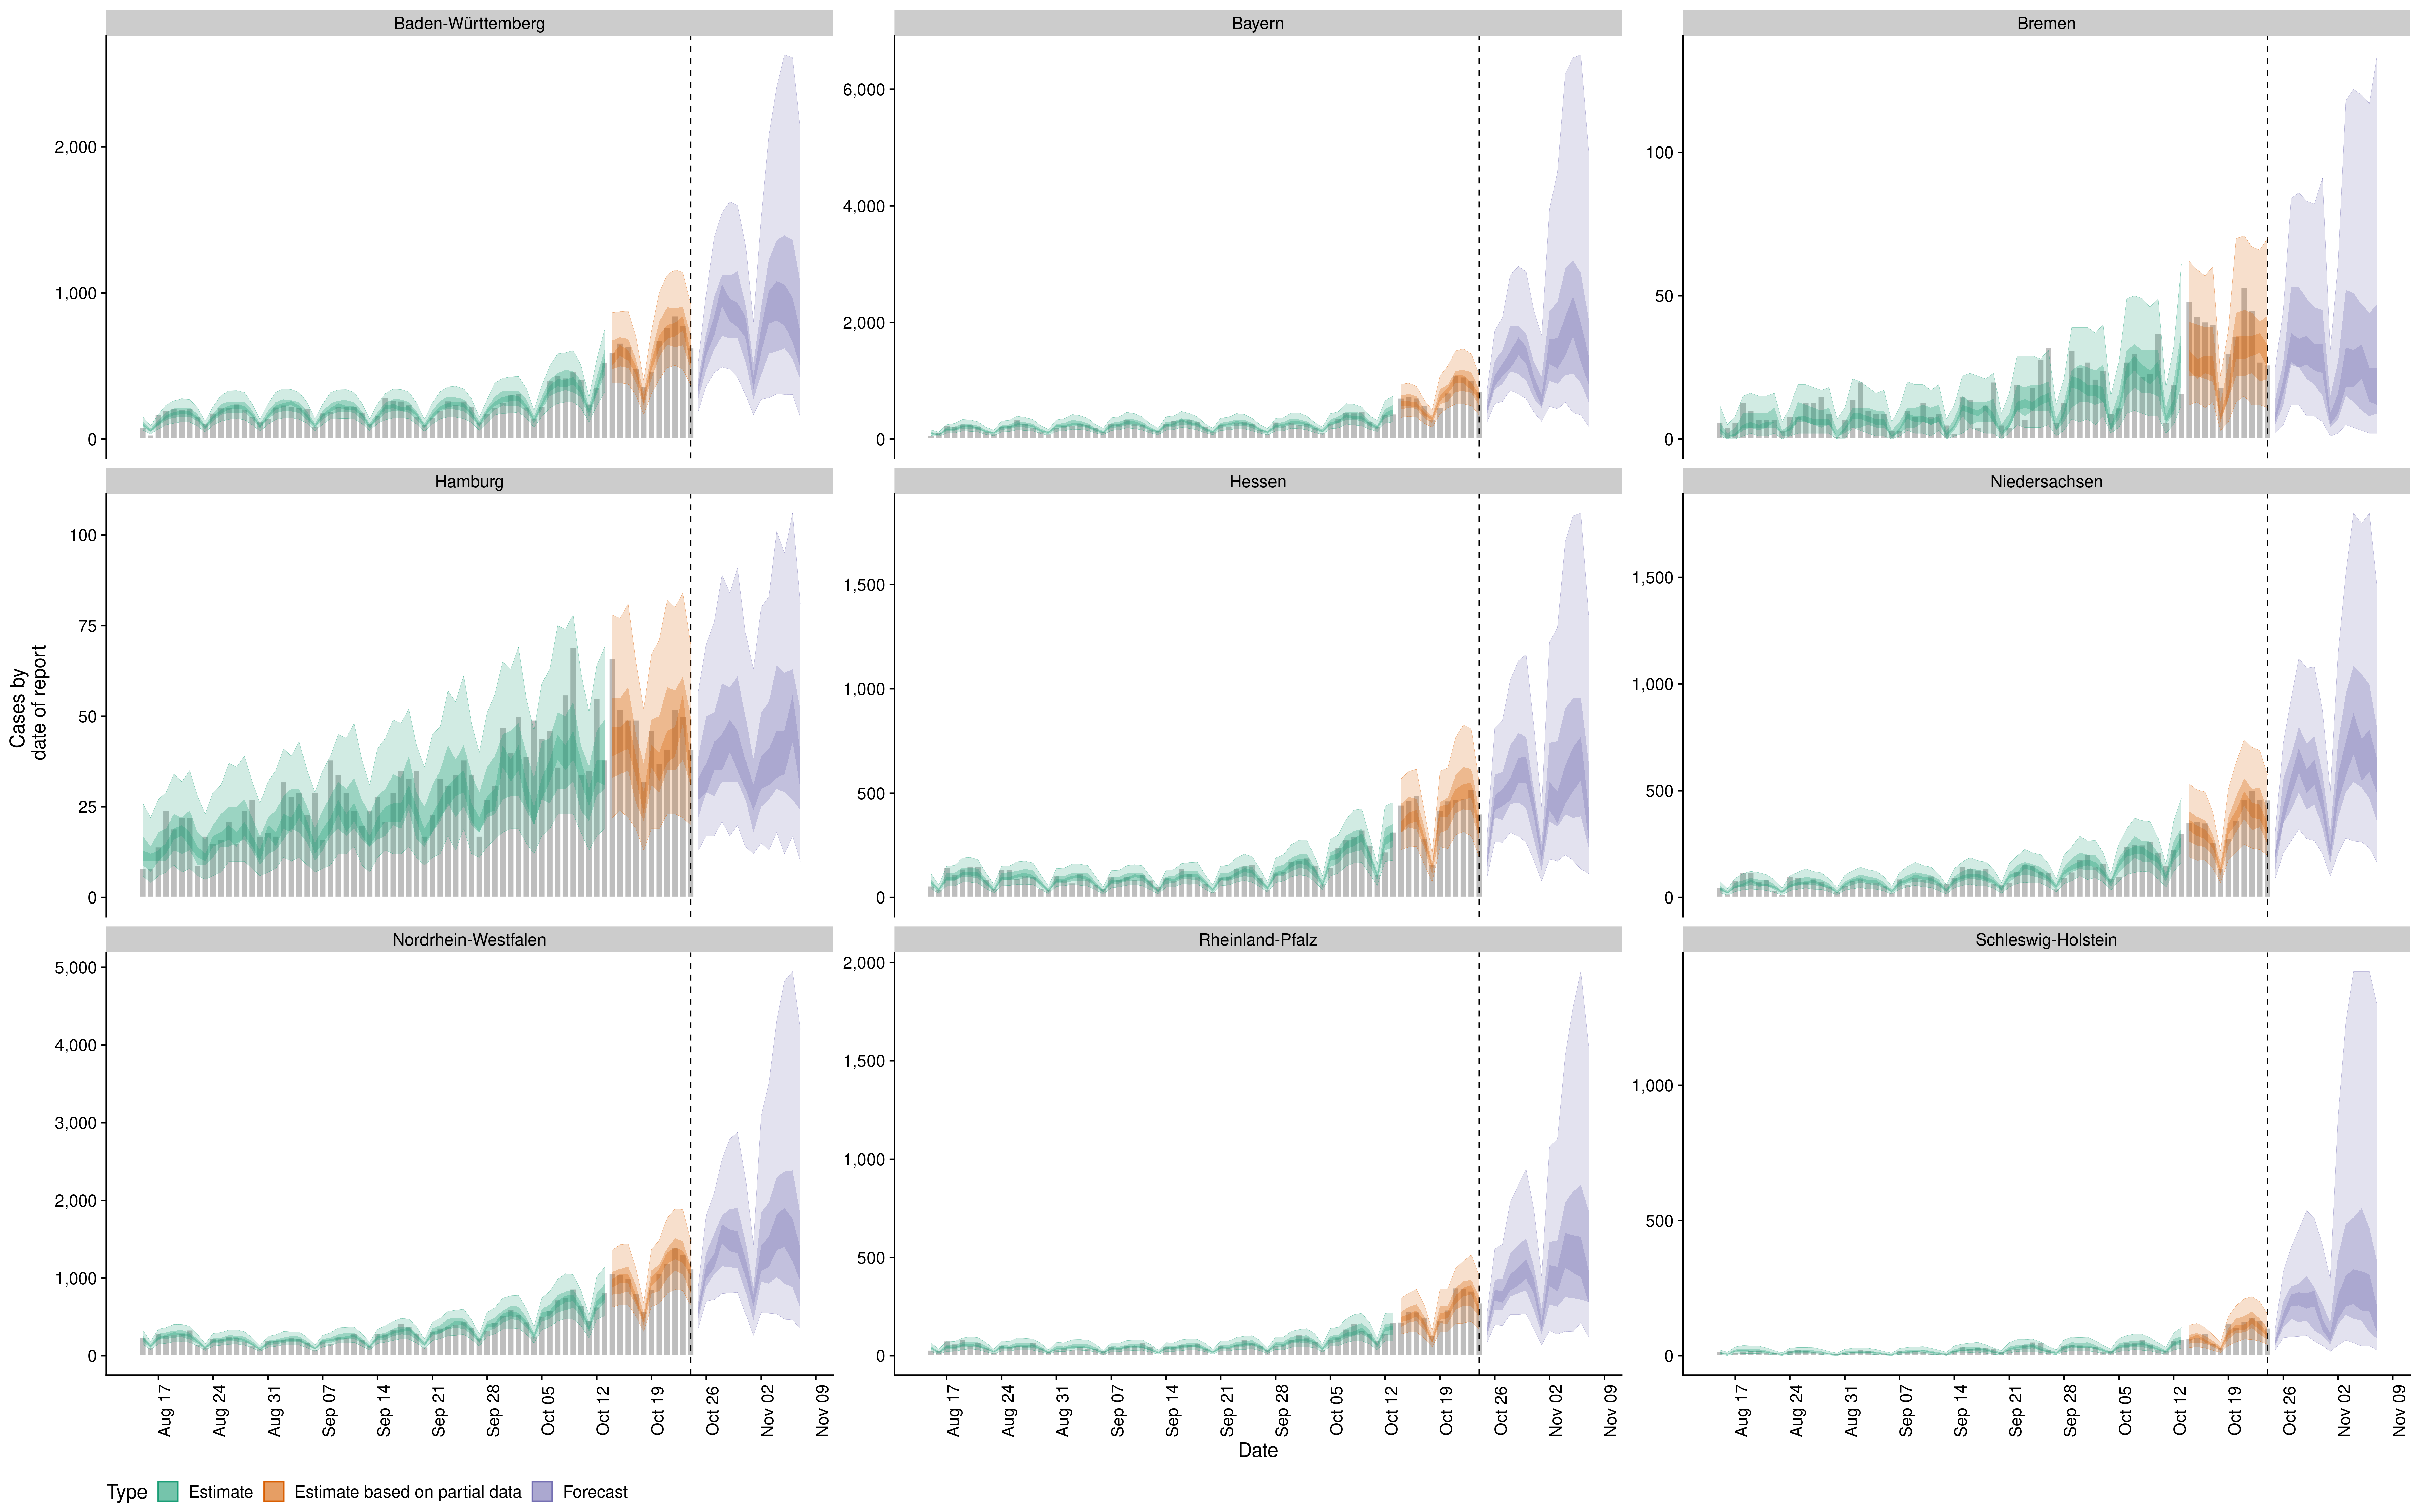 Baden-Württemberg
Bayern
Bremen
2,000
1,000
0
6,000
4,000
2,000
0
100
50
0
Hamburg
Hessen
Niedersachsen
100
75
50
25
0
1,500
1,000
500
0
1,500
1,000
500
0
Cases by
date of report
Nordrhein-Westfalen
Rheinland-Pfalz
Schleswig-Holstein
5,000
4,000
3,000
2,000
1,000
0
2,000
1,500
1,000
500
0
1,000
500
0
Aug 17
Aug 24
Aug 31
Sep 07
Sep 14
Sep 21
Sep 28
Oct 05
Oct 12
Oct 19
Oct 26
Nov 02
Nov 09
Aug 17
Aug 24
Aug 31
Sep 07
Sep 14
Sep 21
Sep 28
Oct 05
Oct 12
Oct 19
Oct 26
Nov 02
Nov 09
Aug 17
Aug 24
Aug 31
Sep 07
Sep 14
Sep 21
Sep 28
Oct 05
Oct 12
Oct 19
Oct 26
Nov 02
Nov 09
Date
Type Estimate Estimate based on partial data Forecast